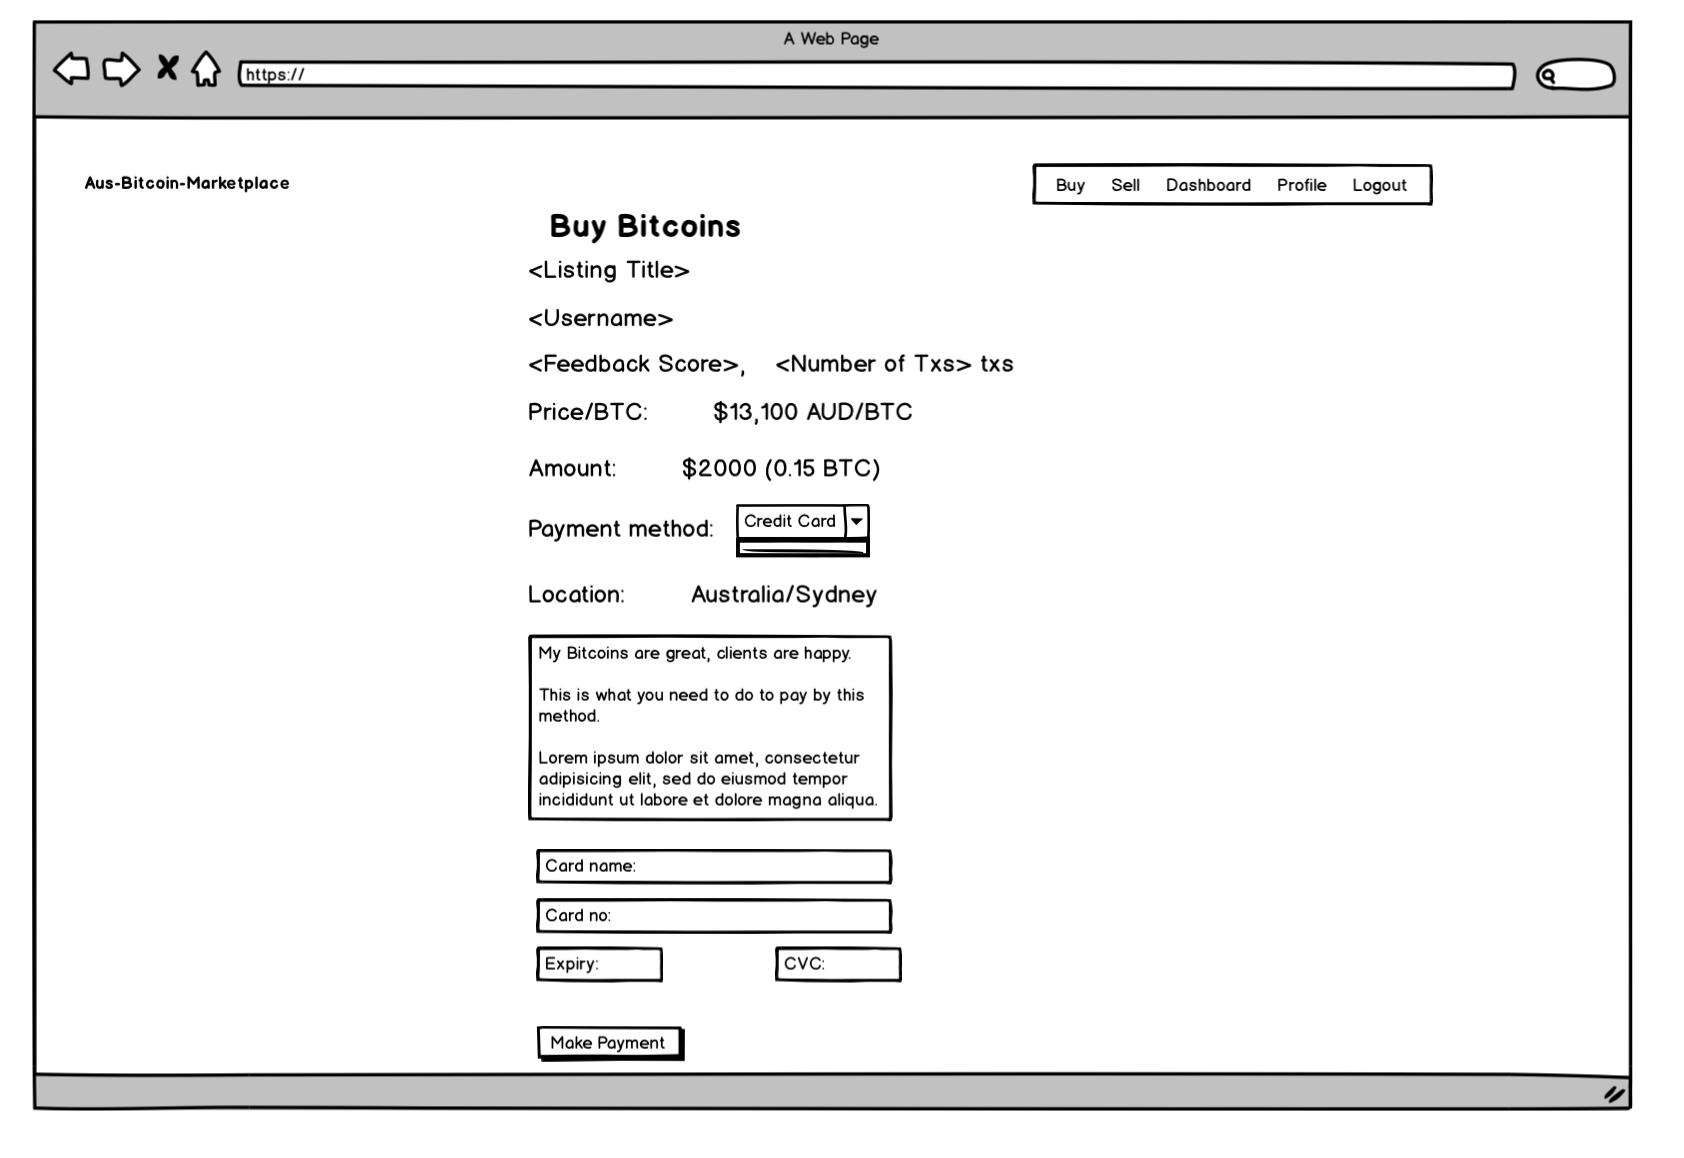 A Web Page
https://
Aus-Bitcoin-Marketplace
Buy Sell Dashboard Profile Logout
Buy Bitcoins
<Listing Title>
<Username>
<Feedback Score>, <Number of Txs> txs
Price/BTC: $13,100 AUD/BTC
Amount: $2000 (0.15 BTC)
Payment method: Credit Card
Location: Australia/Sydney
My Bitcoins are great, clients are happy.
This is what you need to do to pay by this
method.
Lorem ipsum dolor sit amet, consectetur
adipisicing elit, sed do eiusmod tempor
incididunt ut labore et dolore magna aliqua.
Card name:
Card no:
Expiry: CVC:
Make Payment